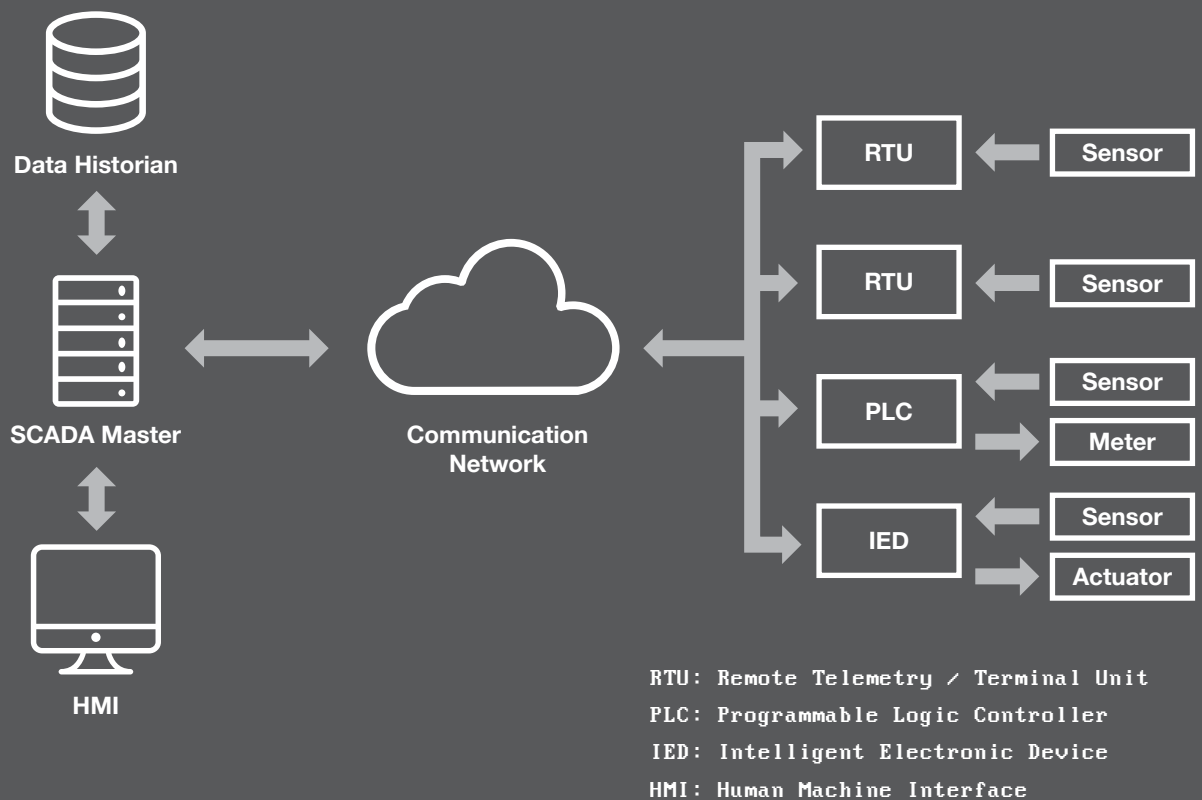 Data Historian
SCADA Master
HMI
Communication
Network
RTU
Sensor
RTU
Sensor
PLC
Sensor
Meter
IED
Sensor
Actuator
RTU: Remote Telemetry / Terminal Unit
PLC: Programmable Logic Controller
IED: Intelligent Electronic Device
HMI: Human Machine Interface